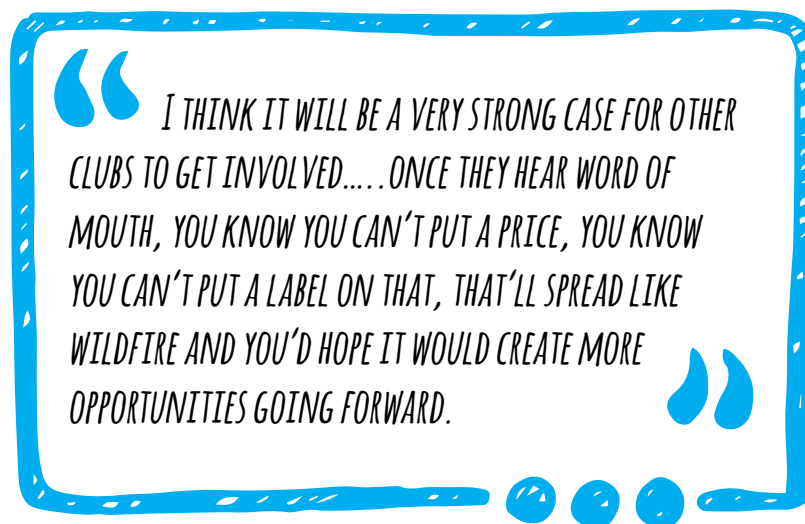 “ I THINK IT WILL BE A VERY STRONG CASE FOR OTHER
CLUBS TO GET INVOLVED.....ONCE THEY HEAR WORD OF
MOUTH, YOU KNOW YOU CAN’T PUT A PRICE, YOU KNOW
YOU CAN’T PUT A LABEL ON THAT, THAT’LL SPREAD LIKE
WILDFIRE AND YOU’D HOPE IT WOULD CREATE MORE
OPPORTUNITIES GOING FORWARD. ”